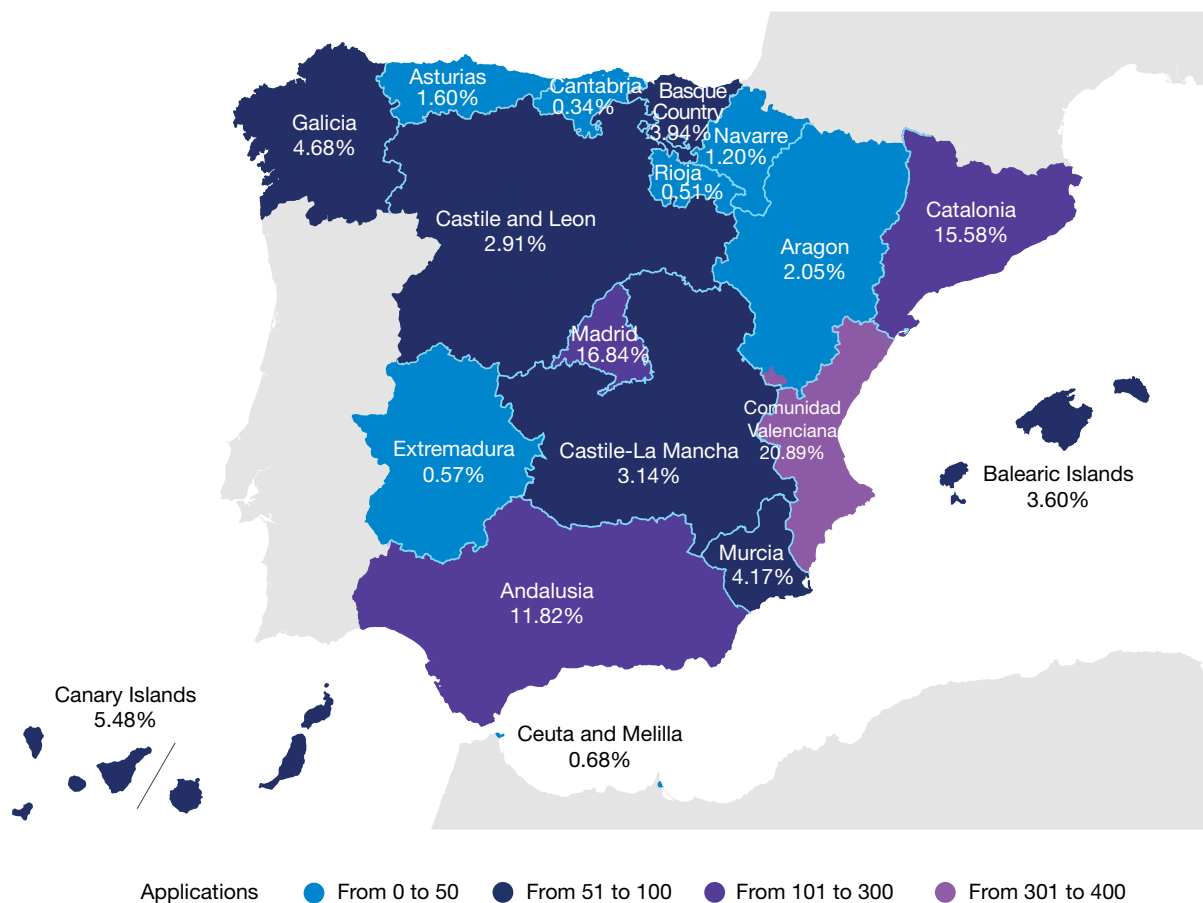 Asturias
1.60%
Cantabria
0.34%
Basque
Country
3.94%
Galicia
4.68%
Navarre
1.20%
Rioja
0.51%
Castile and Leon
2.91%
Catalonia
15.58%
Aragon
2.05%
Madrid
16.84%
Comunidad
Valenciana
20.89%
Extremadura
0.57%
Castile-La Mancha
3.14%
Balearic Islands
3.60%
Murcia
4.17%
Andalusia
11.82%
Canary Islands
5.48%
Ceuta and Melilla
0.68%
Applications
From 0 to 50
From 51 to 100
From 101 to 300
From 301 to 400